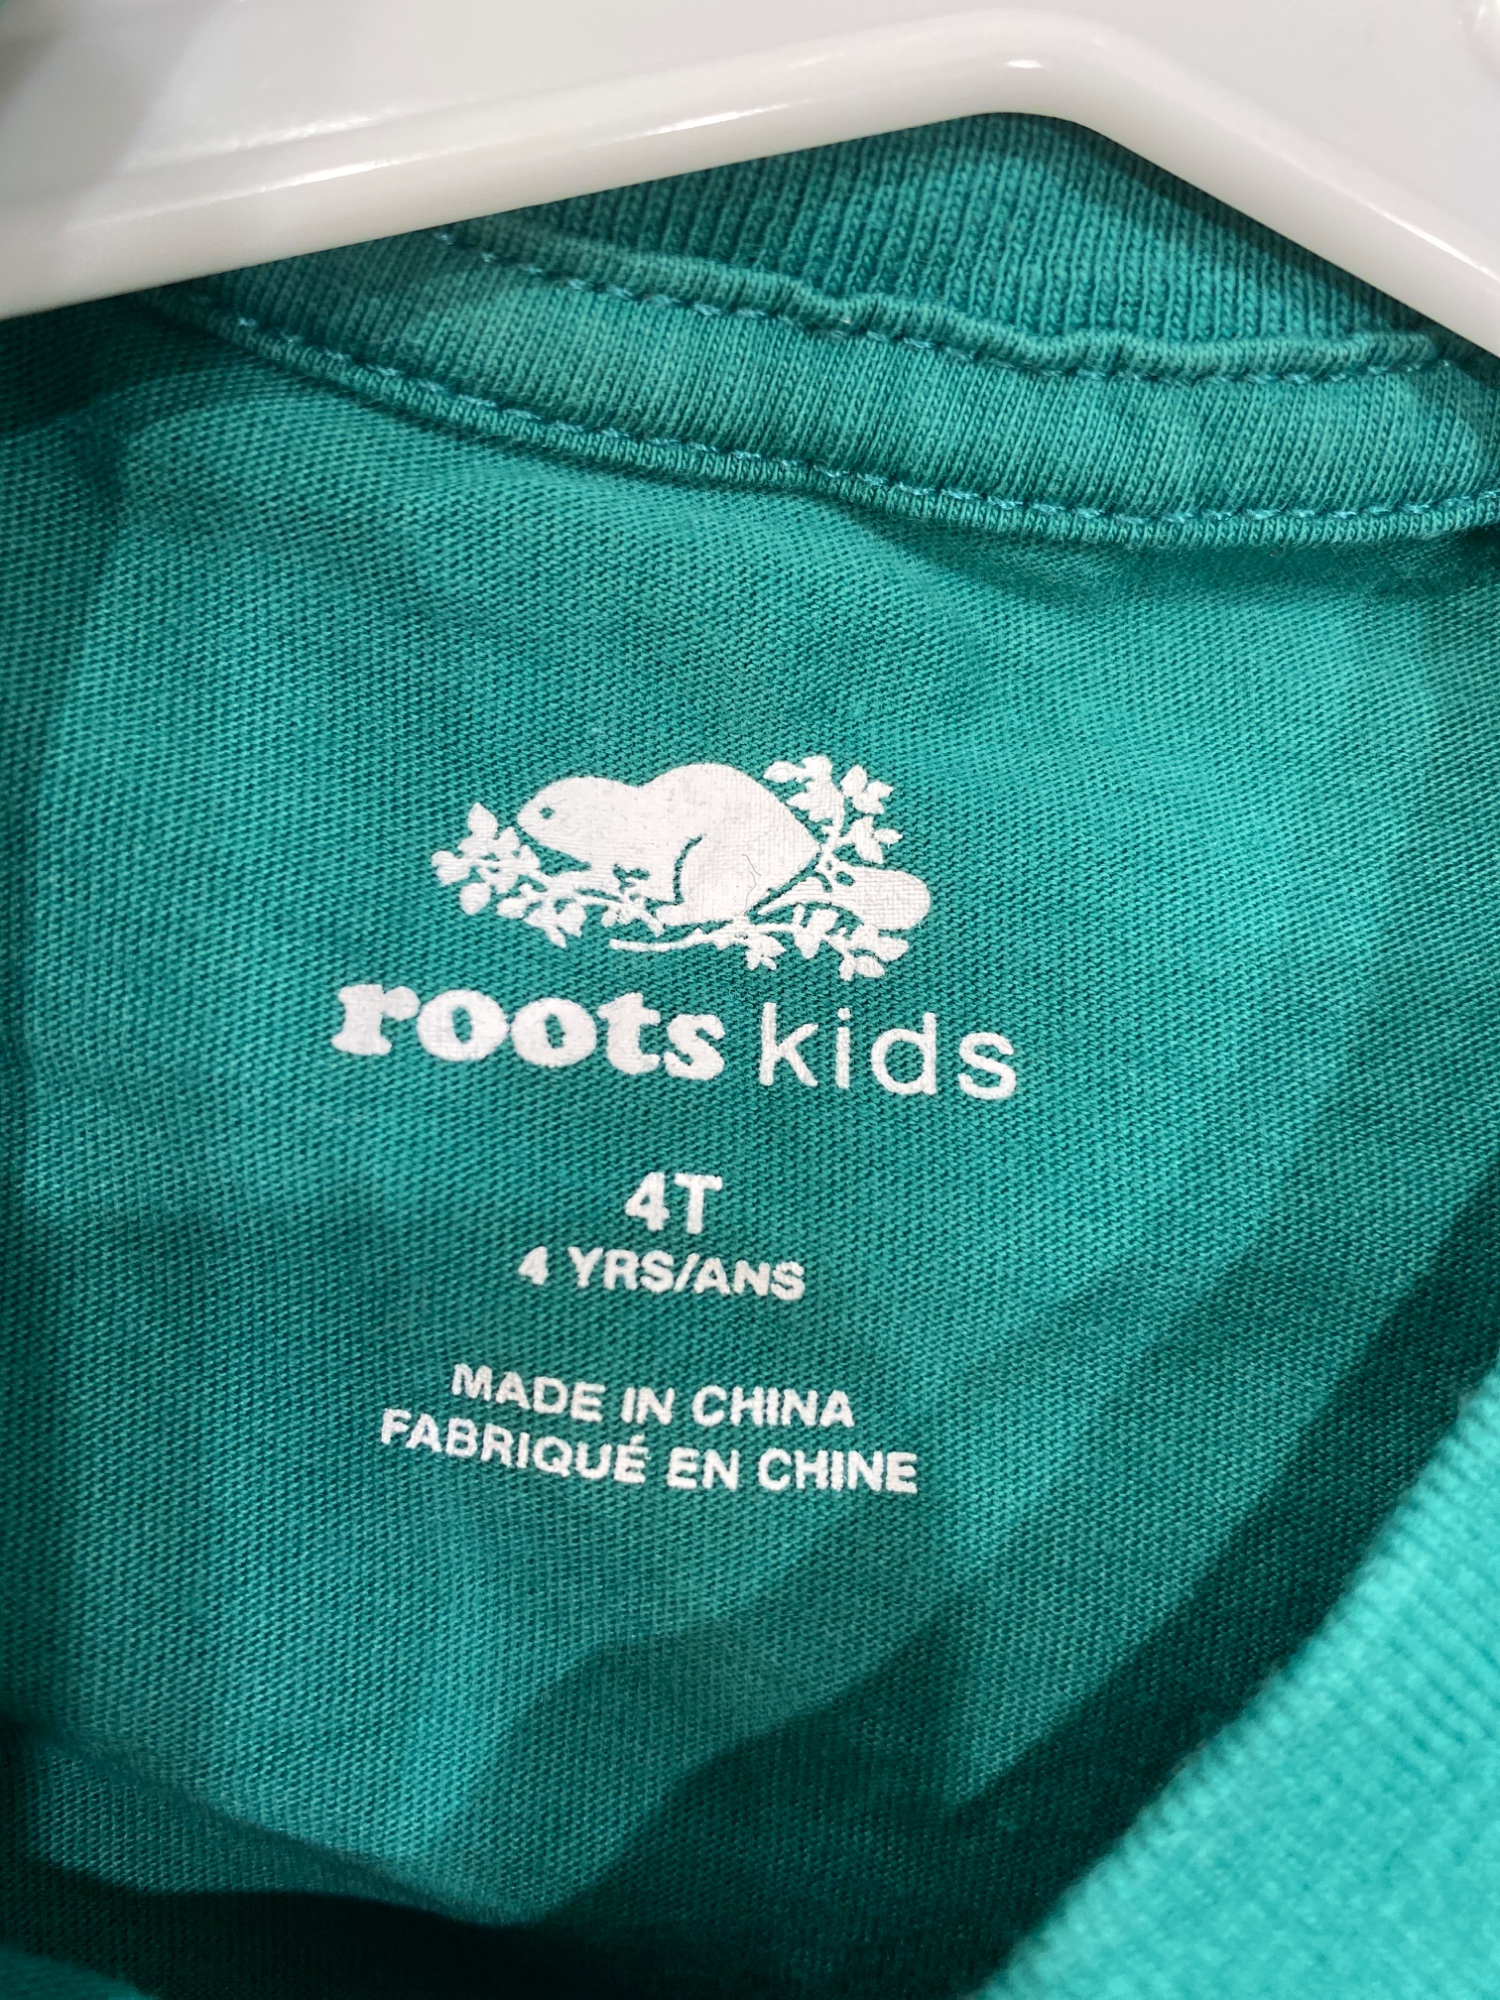 roots kids
4T
4 YRS/ANS
MADE IN CHINA
FABRIQUÉ EN CHINE